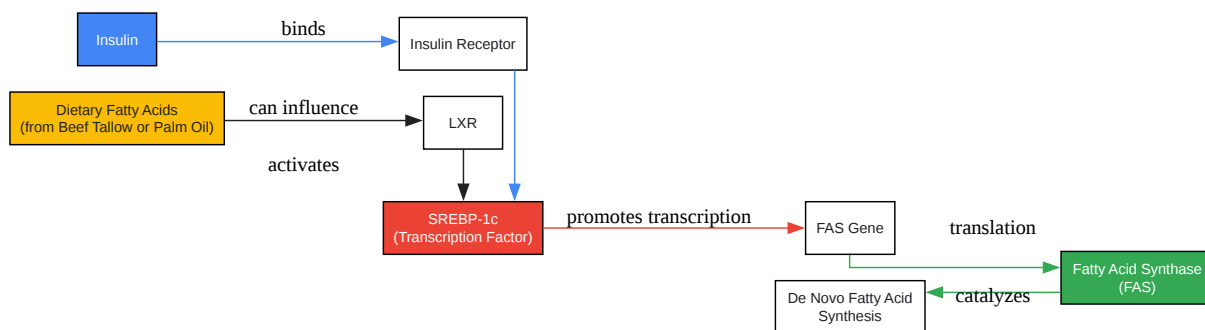 Insulin
binds
Insulin Receptor
Dietary Fatty Acids
(from Beef Tallow or Palm Oil)
can influence
LXR
activates
SREBP-1c
(Transcription Factor)
promotes transcription
FAS Gene
translation
Fatty Acid Synthase
(FAS)
catalyzes
De Novo Fatty Acid
Synthesis